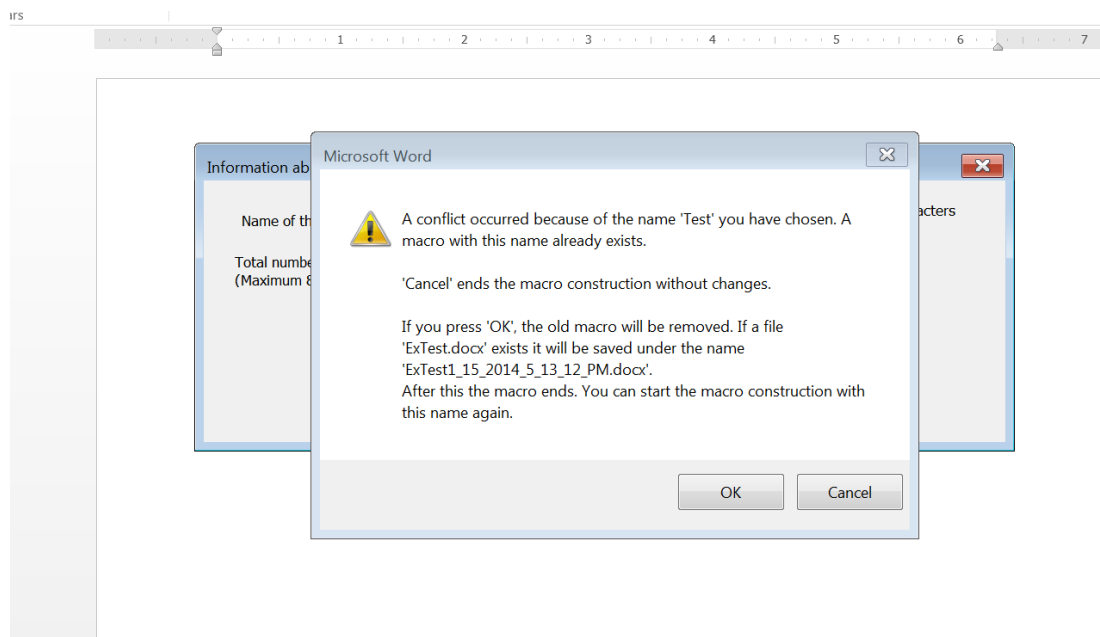 1 2 3 4 5 6 7
Microsoft Word
Information ab
A conflict occurred because of the name 'Test' you have chosen. A
macro with this name already exists.
'Cancel' ends the macro construction without changes.
If you press 'OK', the old macro will be removed. If a file
'ExTest.docx' exists it will be saved under the name
'ExTest1_15_2014_5_13_12_PM.docx'.
After this the macro ends. You can start the macro construction with
this name again.
Name of th
acters
Total numbe
(Maximum 8
OK Cancel